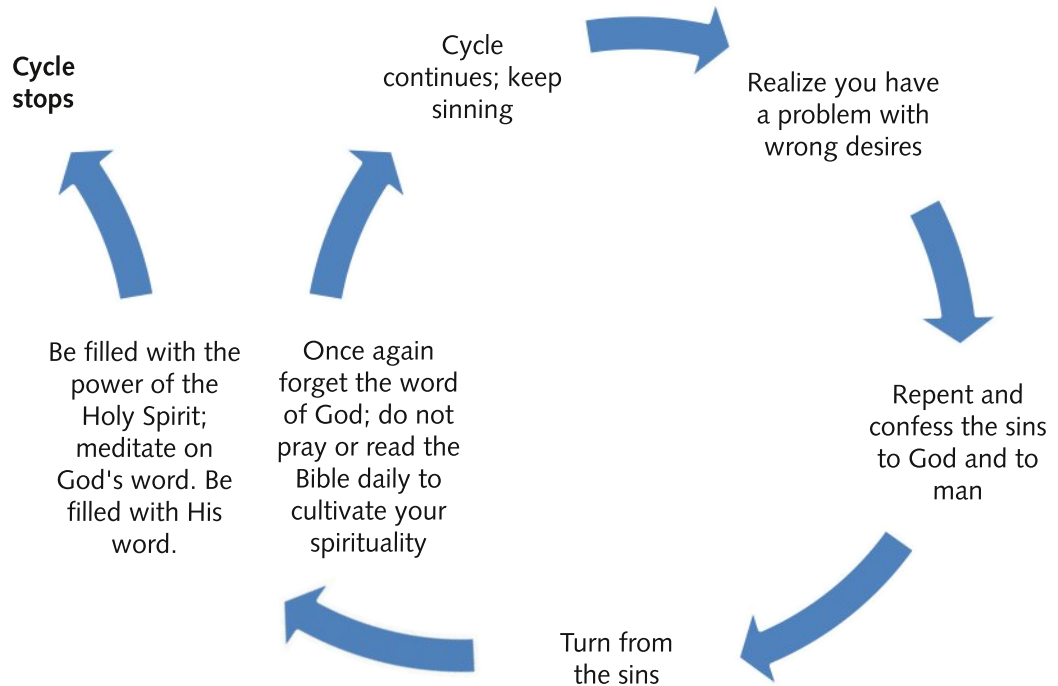 Cycle
stops
Cycle
continues; keep
sinning
Realize you have
a problem with
wrong desires
Repent and
confess the sins
to God and to
man
Turn from
the sins
Once again
forget the word
of God; do not
pray or read the
Bible daily to
cultivate your
spirituality
Be filled with the
power of the
Holy Spirit;
meditate on
God's word. Be
filled with His
word.